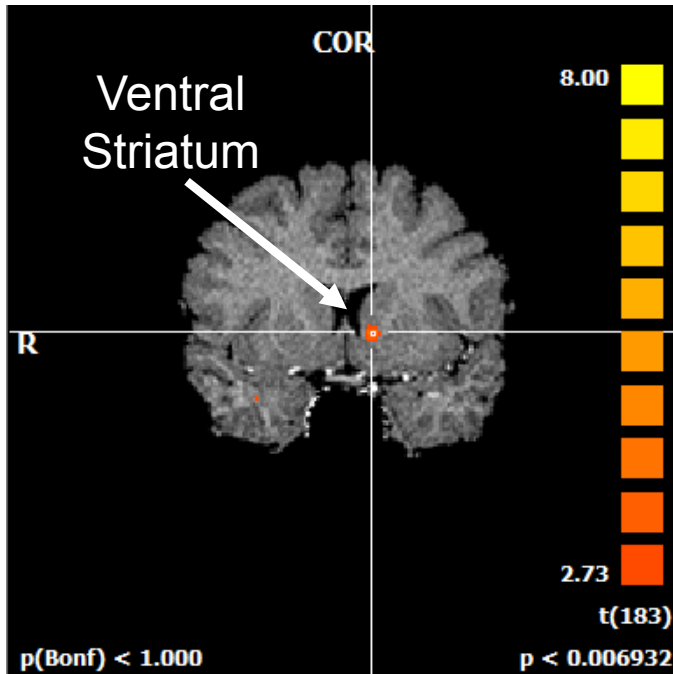 COR
8.00
Ventral
Striatum
R
2.73
t(183)
p(Bonf) < 1.000
p < 0.006932